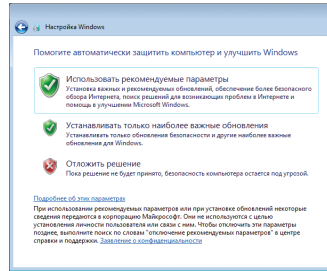 Настройка Windows
Помогите автоматически защитить компьютер и улучшить Windows
Использовать рекомендуемые параметры
Установка важных и рекомендуемых обновлений, обеспечение более безопасного
обзора Интернета, поиск решений для возникающих проблем в Интернете и
помощь в улучшении Microsoft Windows.
Устанавливать только наиболее важные обновления
Устанавливать только обновления безопасности и другие наиболее важные
обновления для Windows.
Отложить решение
Пока решение не будет принято, безопасность компьютера остается под угрозой.
Подробнее об этих параметрах
При использовании рекомендуемых параметров или при установке обновлений некоторые
сведения передаются в корпорацию Майкрософт. Они не используются с целью
установления личности пользователя или связи с ним. Чтобы отключить эти параметры
позднее, выполните поиск по словам "отключение рекомендуемых параметров" в центре
справки и поддержки. Заявление о конфиденциальности